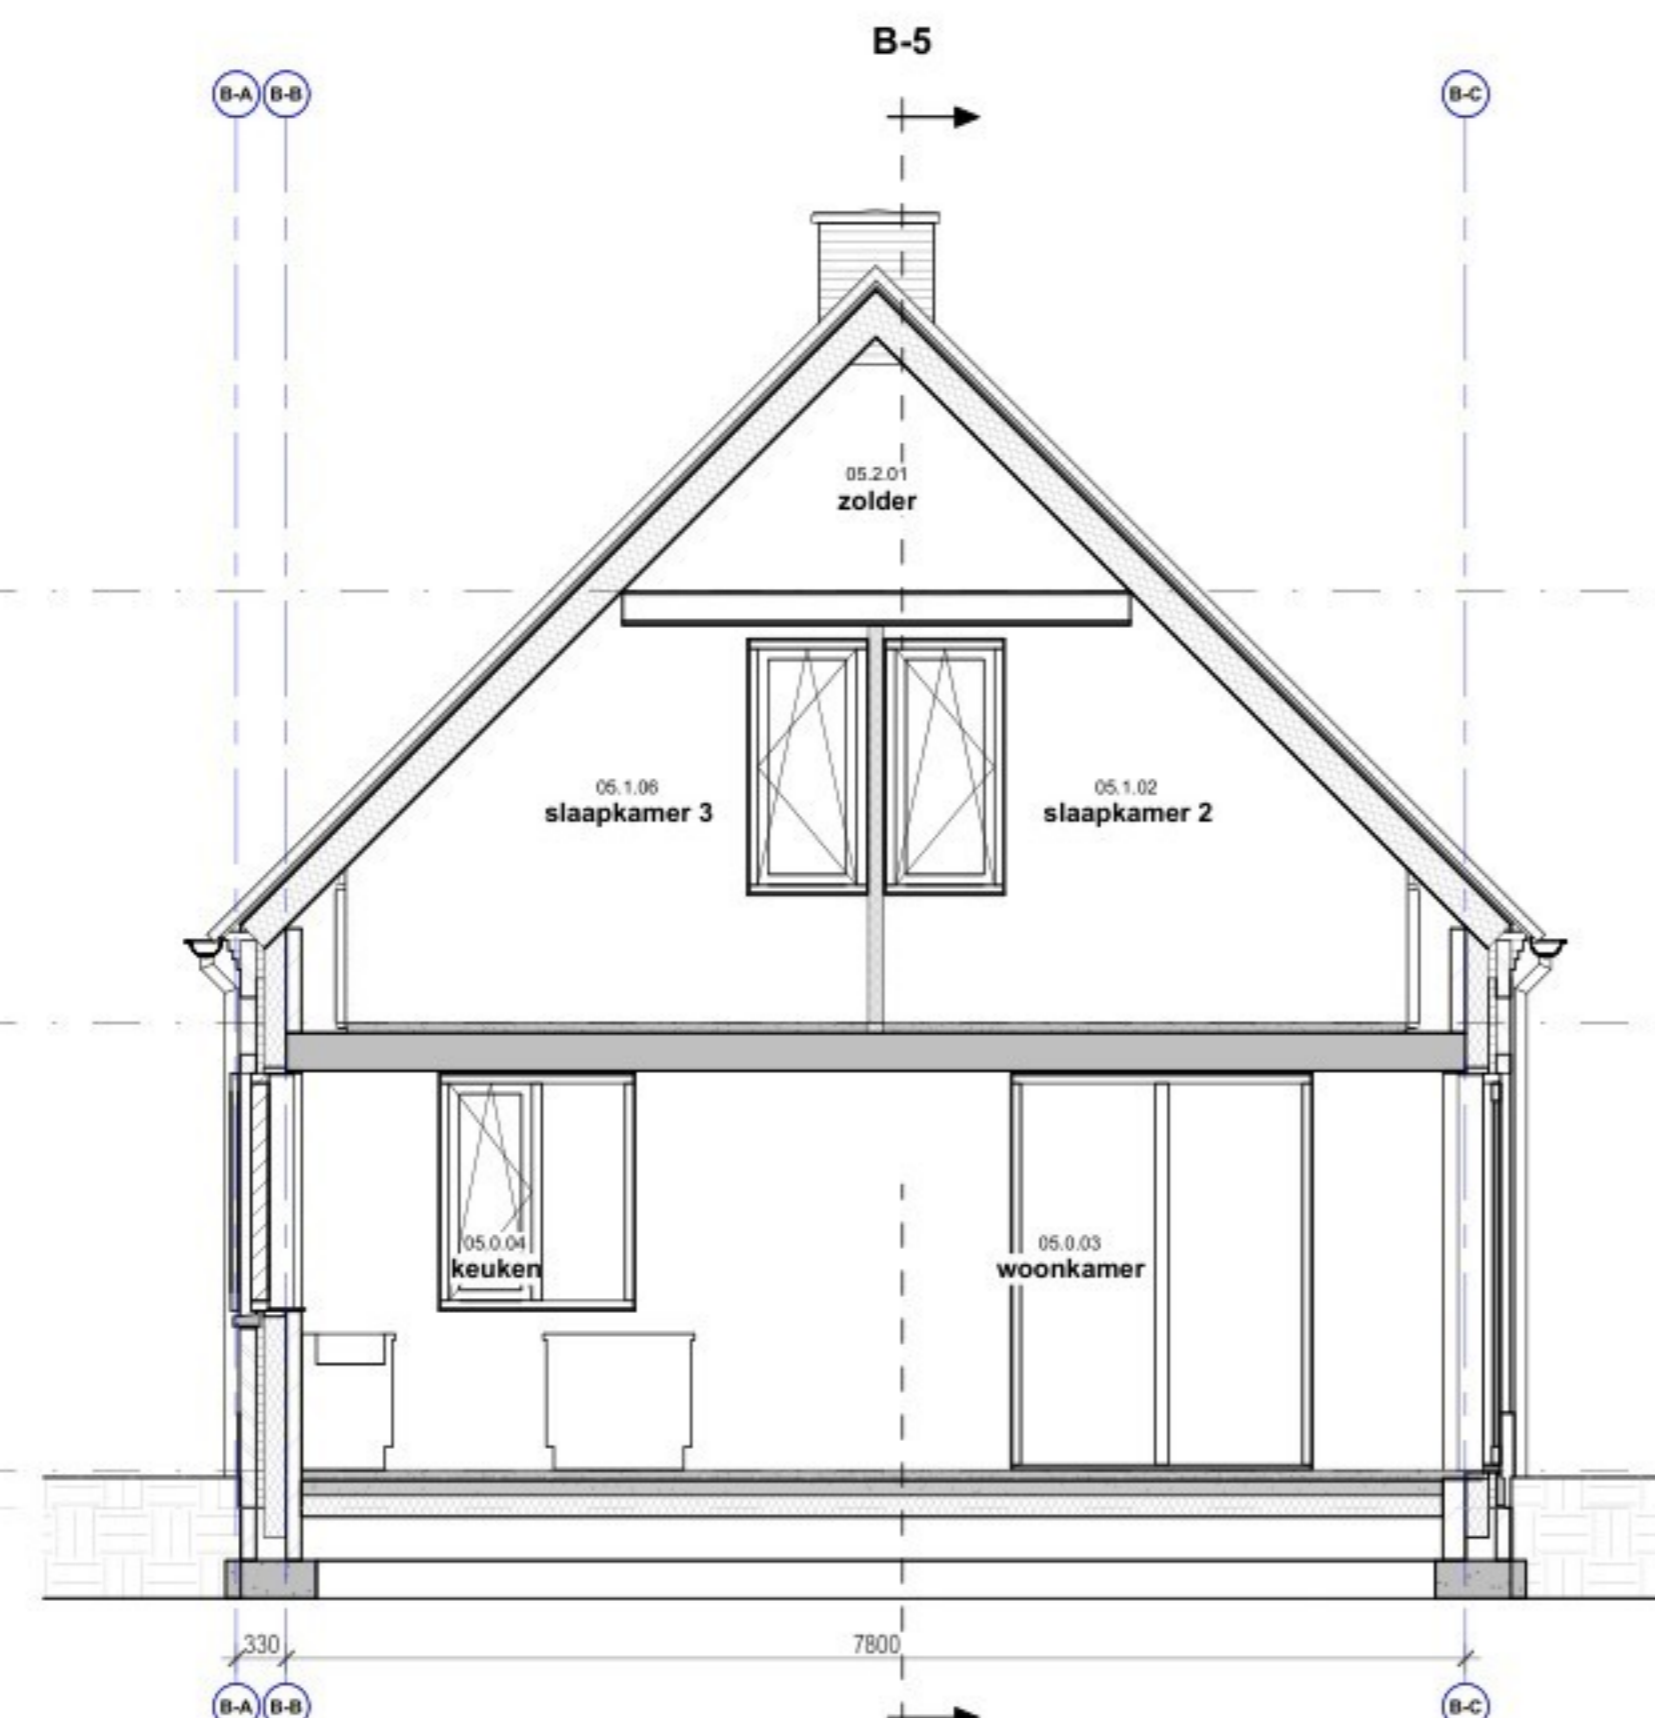 B-5
B-A B-B B-C
05.2.01
zolder
05.1.06
slaapkamer 3
05.1.02
slaapkamer 2
05.0.04
keuken
05.0.03
woonkamer
330 7800
B-A B-B B-C